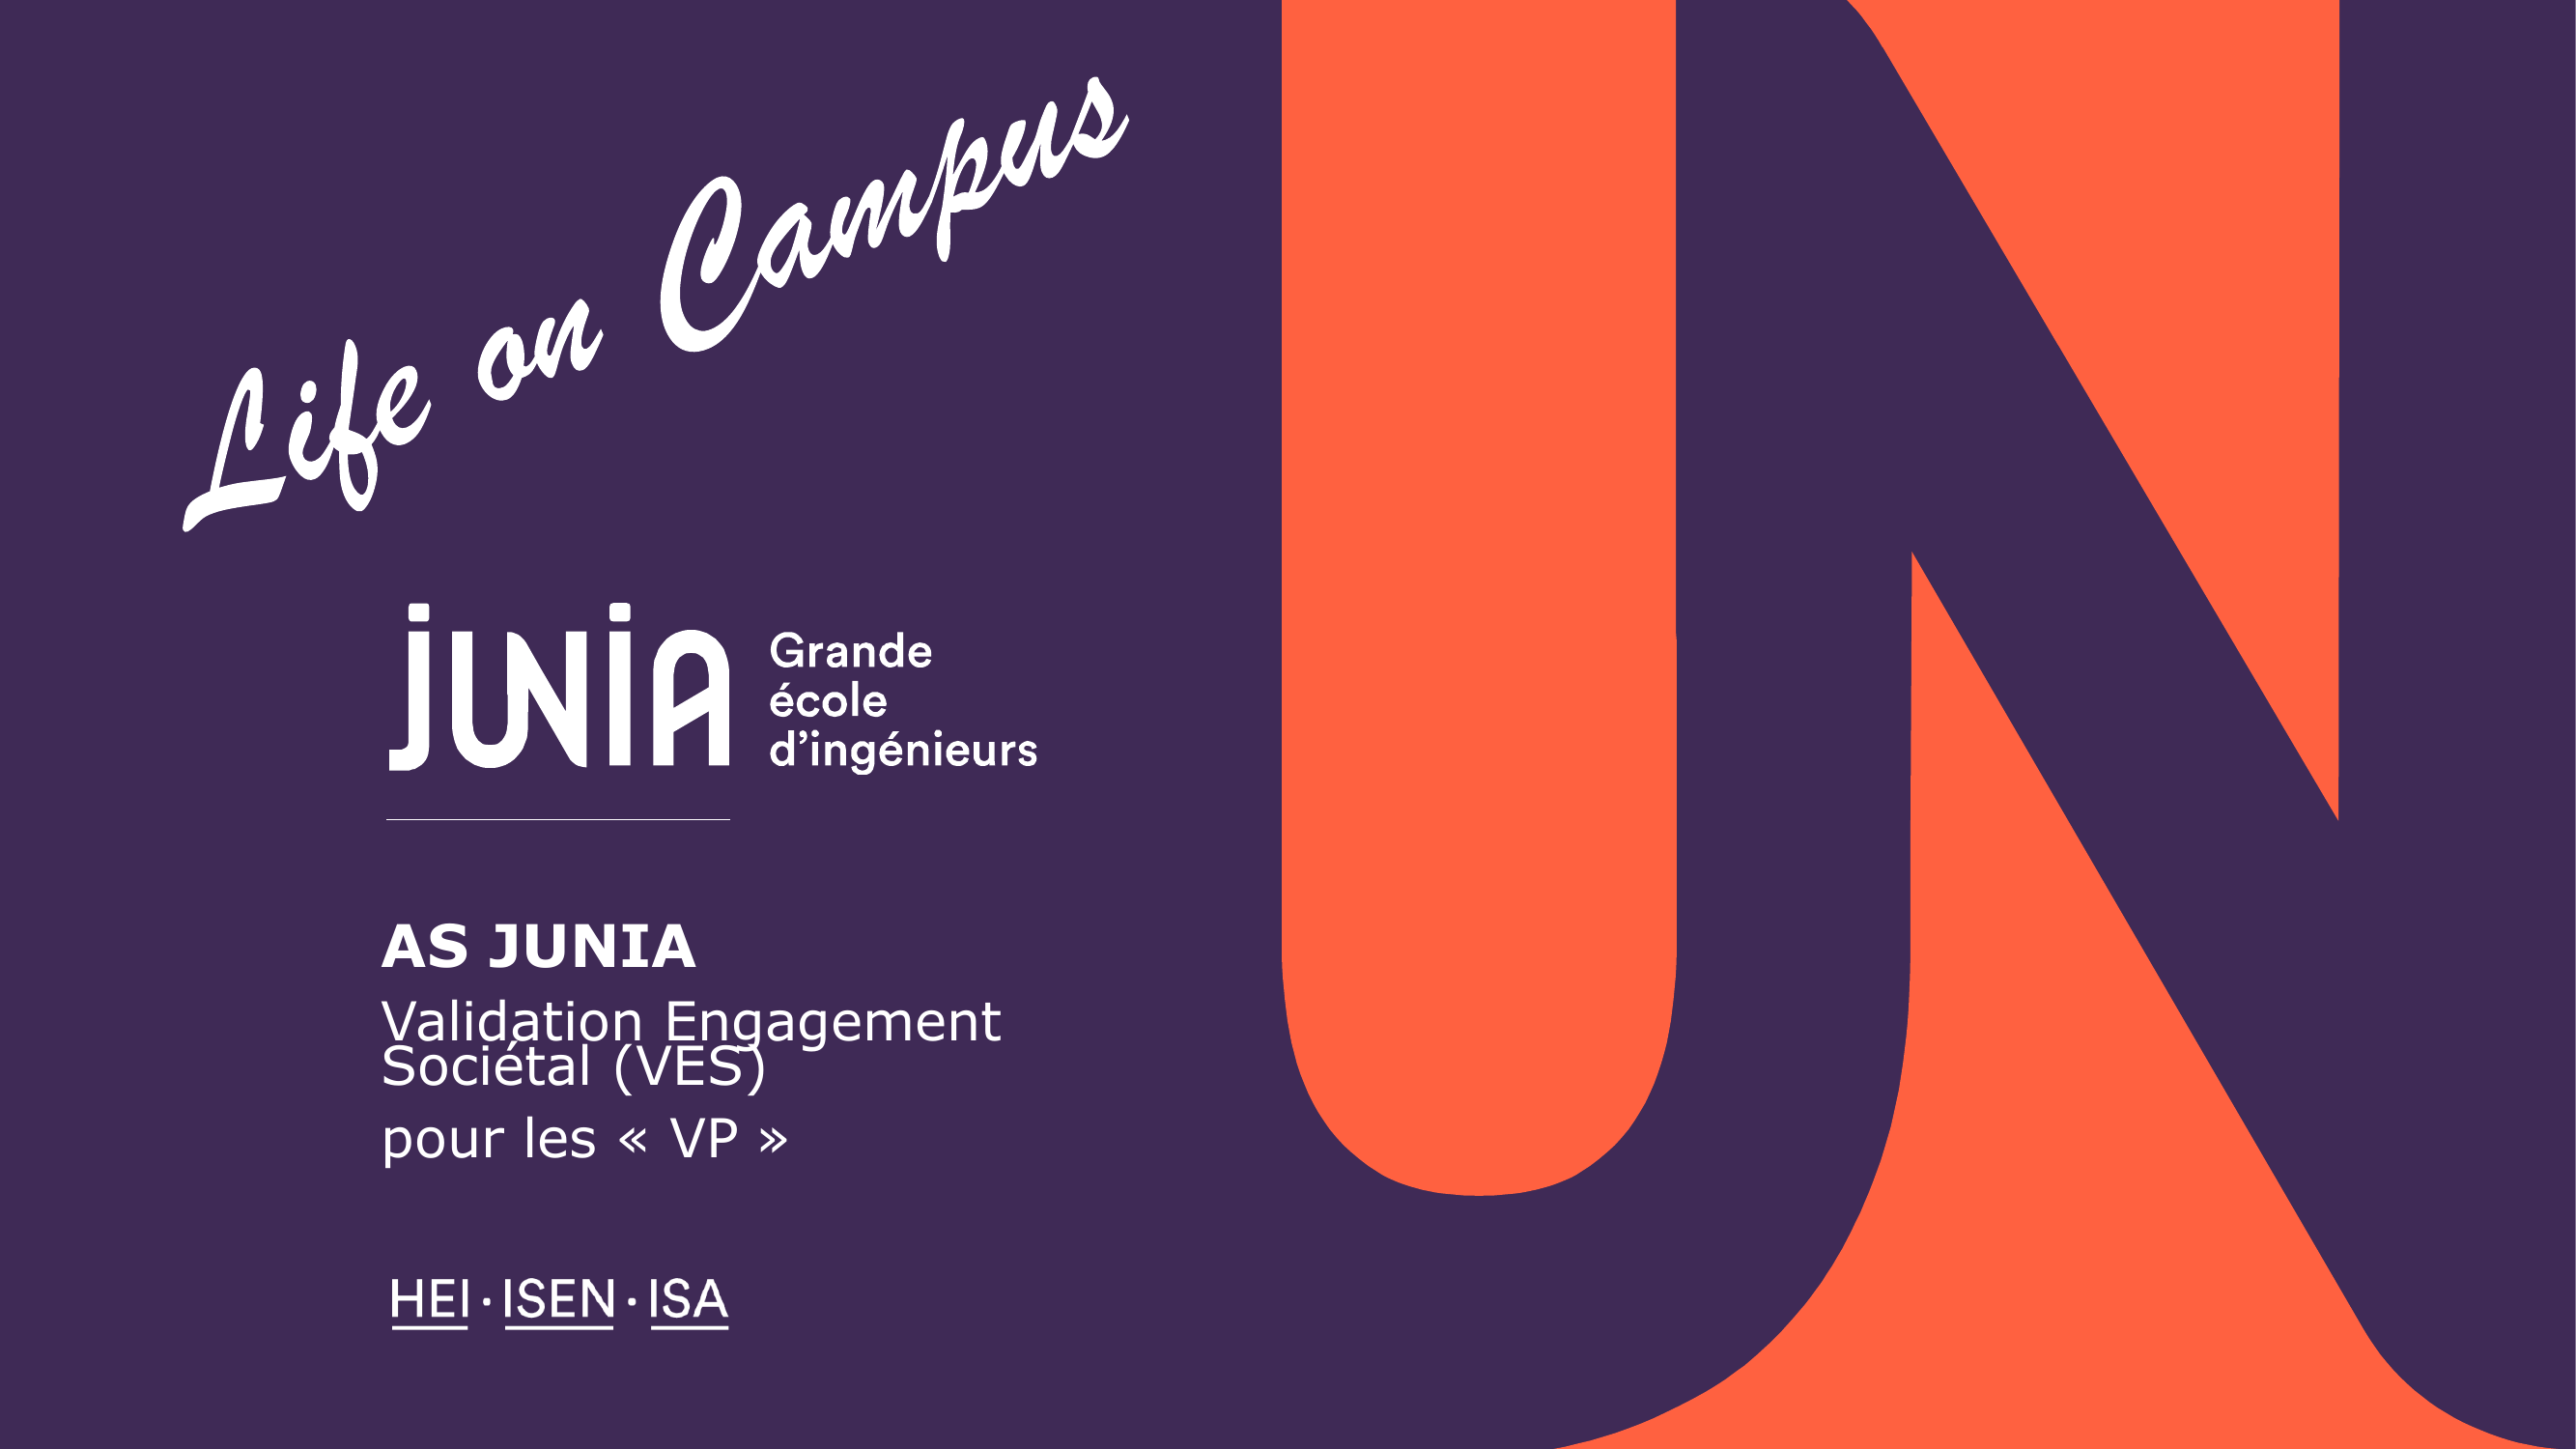 Life on Campus
JUNIA
Grande
école
d’ingénieurs
AS JUNIA
Validation Engagement
Sociétal (VES)
pour les « VP »
HEI · ISEN · ISA